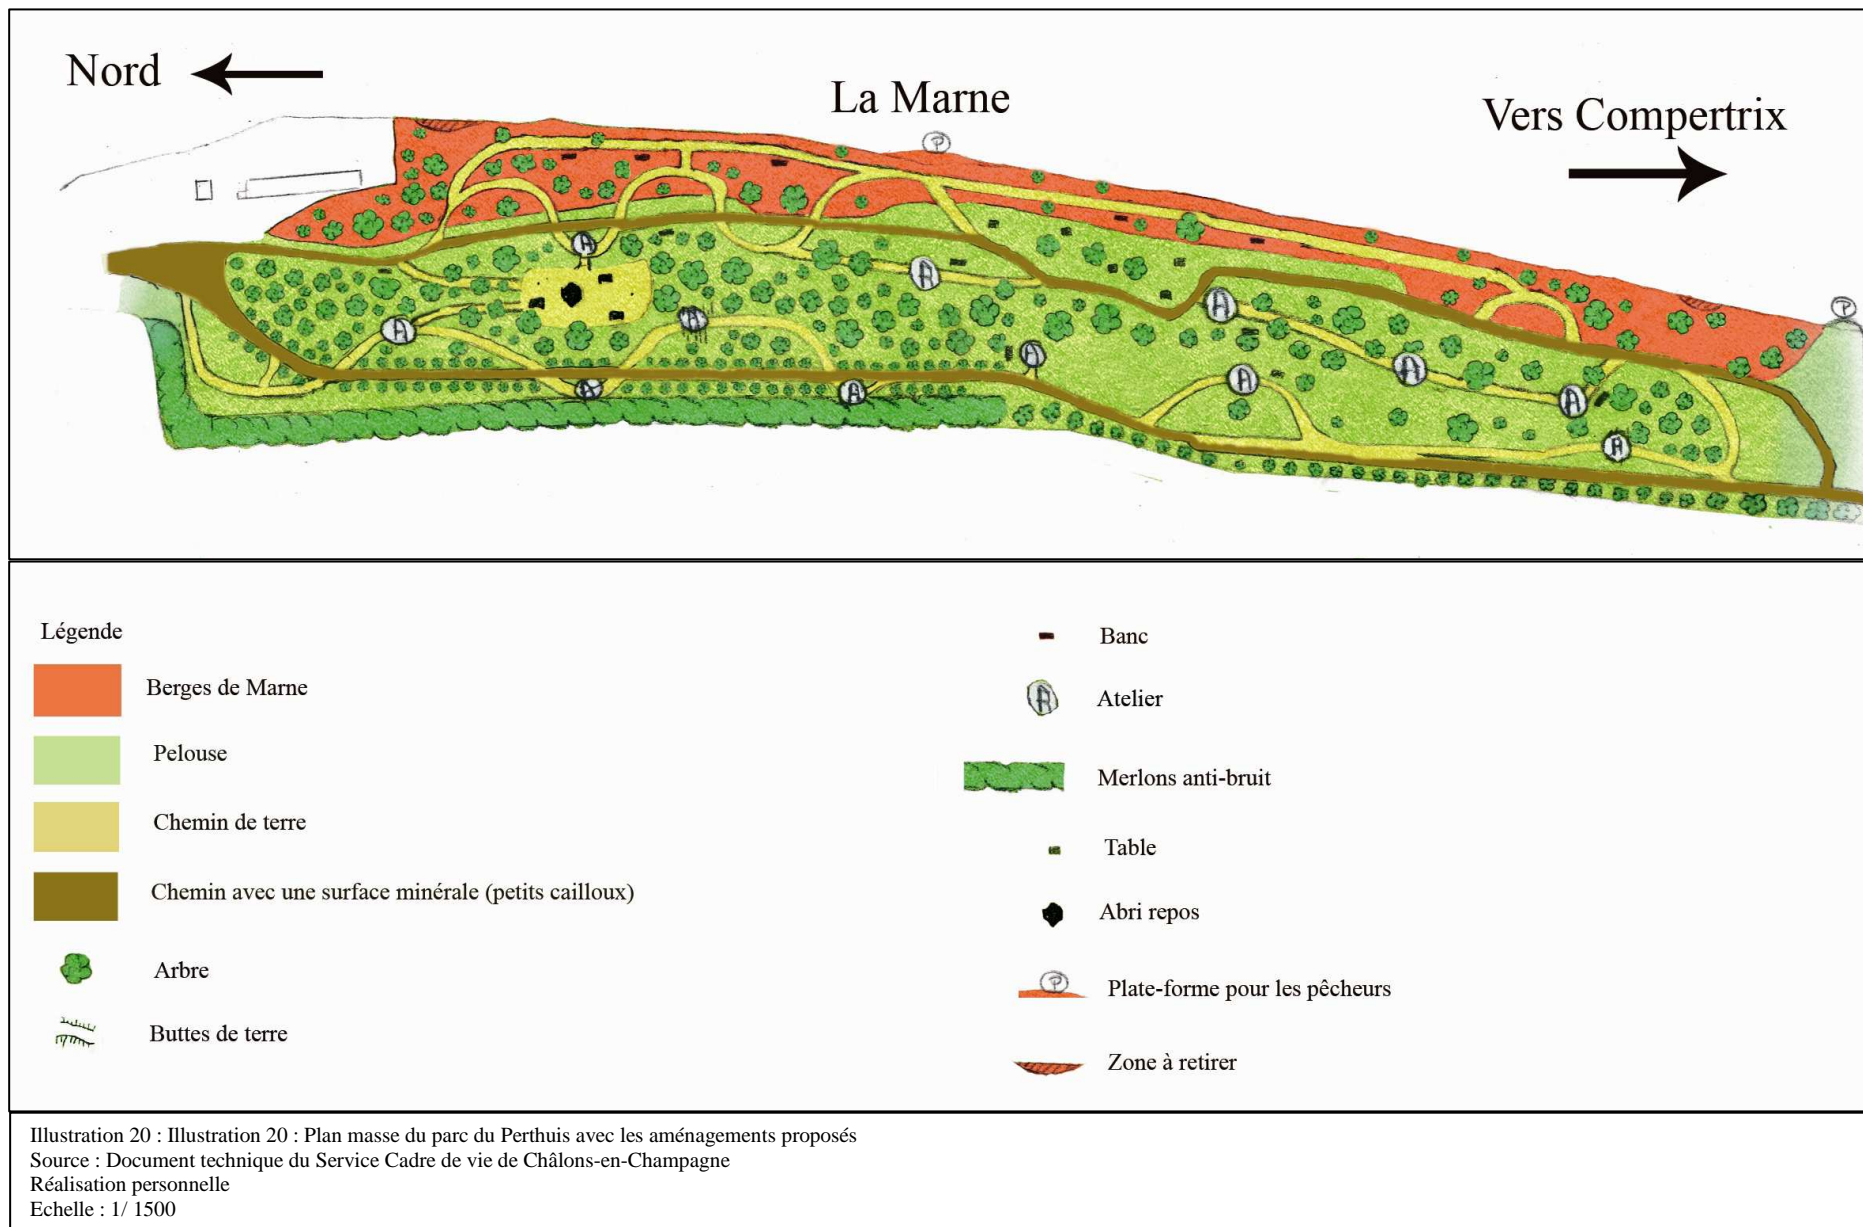 Nord
La Marne
Vers Compertrix
P
P
A
A
A
A
A
A
A
A
A
A
A
A
Légende
Berges de Marne
Pelouse
Chemin de terre
Chemin avec une surface minérale (petits cailloux)
Arbre
Buttes de terre
Banc
A Atelier
Merlons anti-bruit
Table
Abri repos
P Plate-forme pour les pêcheurs
Zone à retirer
Illustration 20 : Illustration 20 : Plan masse du parc du Perthuis avec les aménagements proposés
Source : Document technique du Service Cadre de vie de Châlons-en-Champagne
Réalisation personnelle
Echelle : 1/ 1500